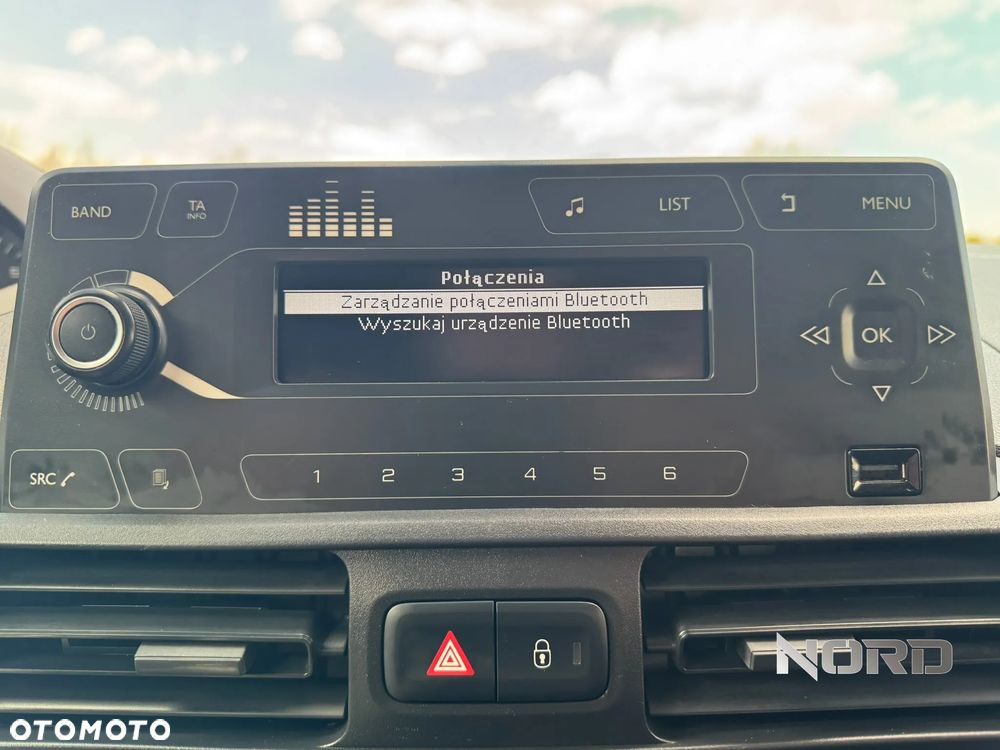 BAND
TA
INFO
LIST
MENU
Połączenia
Zarządzanie połączeniami Bluetooth
Wyszukaj urządzenie Bluetooth
OK
SRC
1 2 3 4 5 6
NORD
OTOMOTO